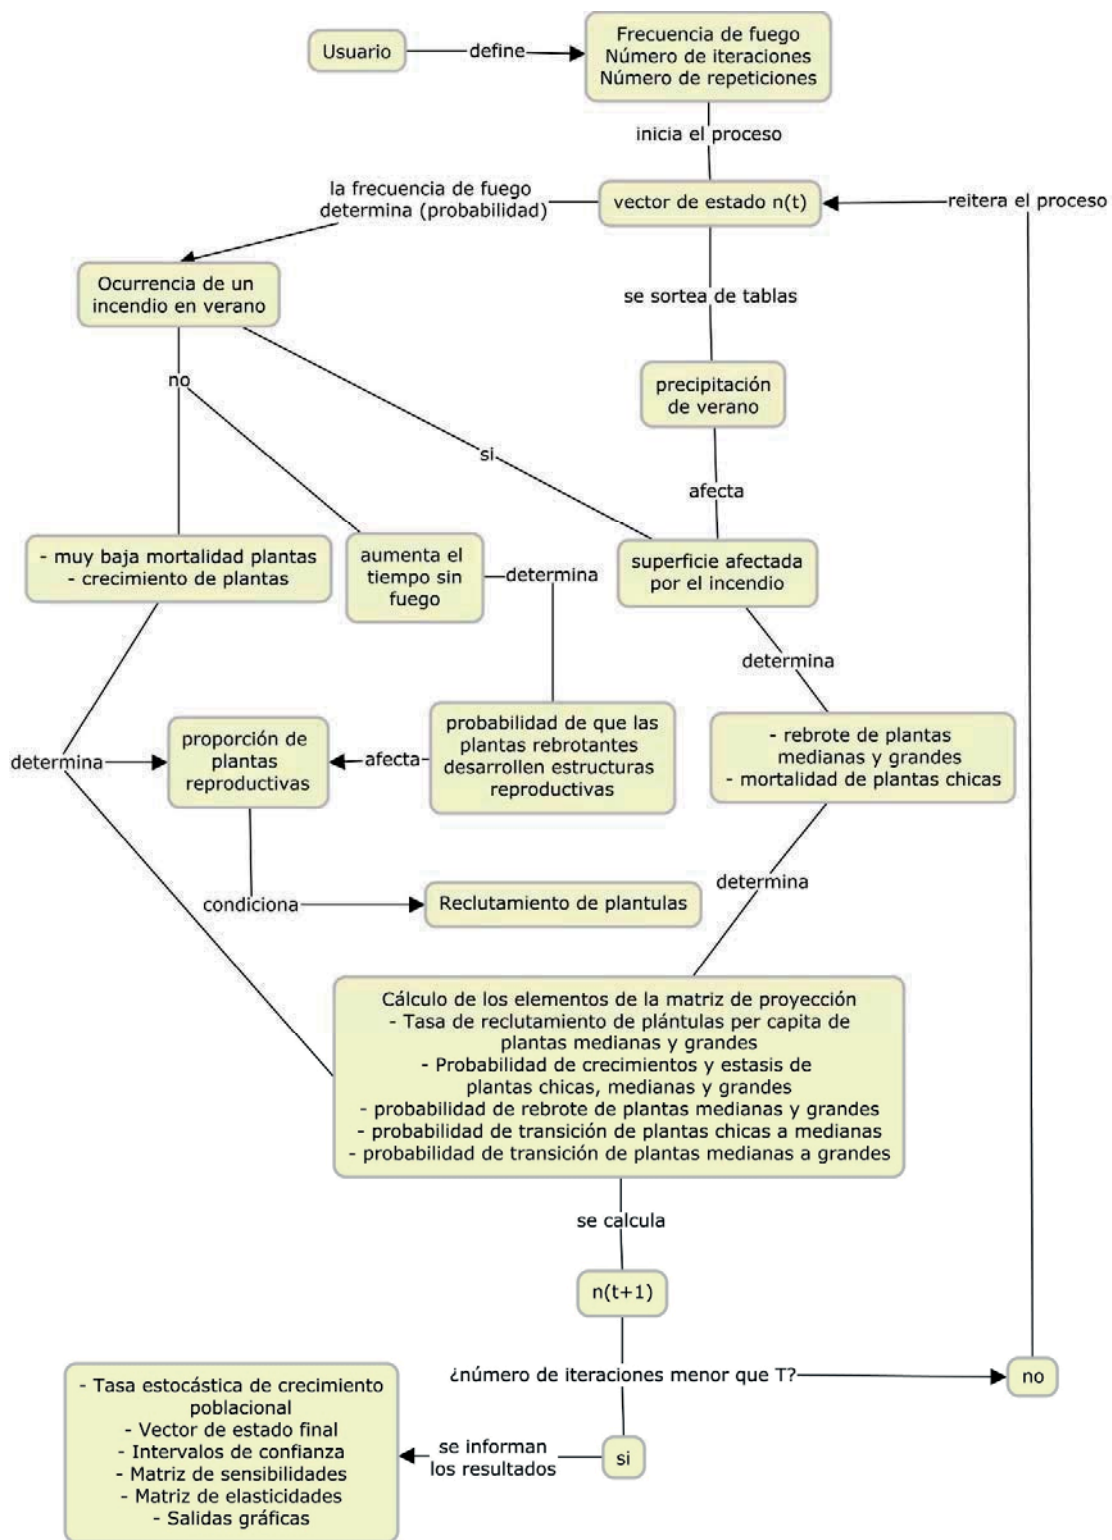 Usuario
define
Frecuencia de fuego
Número de iteraciones
Número de repeticiones
inicia el proceso
la frecuencia de fuego
determina (probabilidad)
vector de estado n(t)
reitera el proceso
Ocurrencia de un
incendio en verano
se sortea de tablas
no
precipitación
de verano
si
afecta
- muy baja mortalidad plantas
- crecimiento de plantas
aumenta el
tiempo sin
fuego
determina
superficie afectada
por el incendio
determina
determina
proporción de
plantas
reproductivas
afecta
probabilidad de que las
plantas rebrotantes
desarrollen estructuras
reproductivas
- rebrote de plantas
medianas y grandes
- mortalidad de plantas chicas
determina
condiciona
Reclutamiento de plantulas
Cálculo de los elementos de la matriz de proyección
- Tasa de reclutamiento de plántulas per capita de
plantas medianas y grandes
- Probabilidad de crecimientos y estasis de
plantas chicas, medianas y grandes
- probabilidad de rebrote de plantas medianas y grandes
- probabilidad de transición de plantas chicas a medianas
- probabilidad de transición de plantas medianas a grandes
se calcula
n(t+1)
¿número de iteraciones menor que T?
no
si
se informan
los resultados
- Tasa estocástica de crecimiento
poblacional
- Vector de estado final
- Intervalos de confianza
- Matriz de sensibilidades
- Matriz de elasticidades
- Salidas gráficas